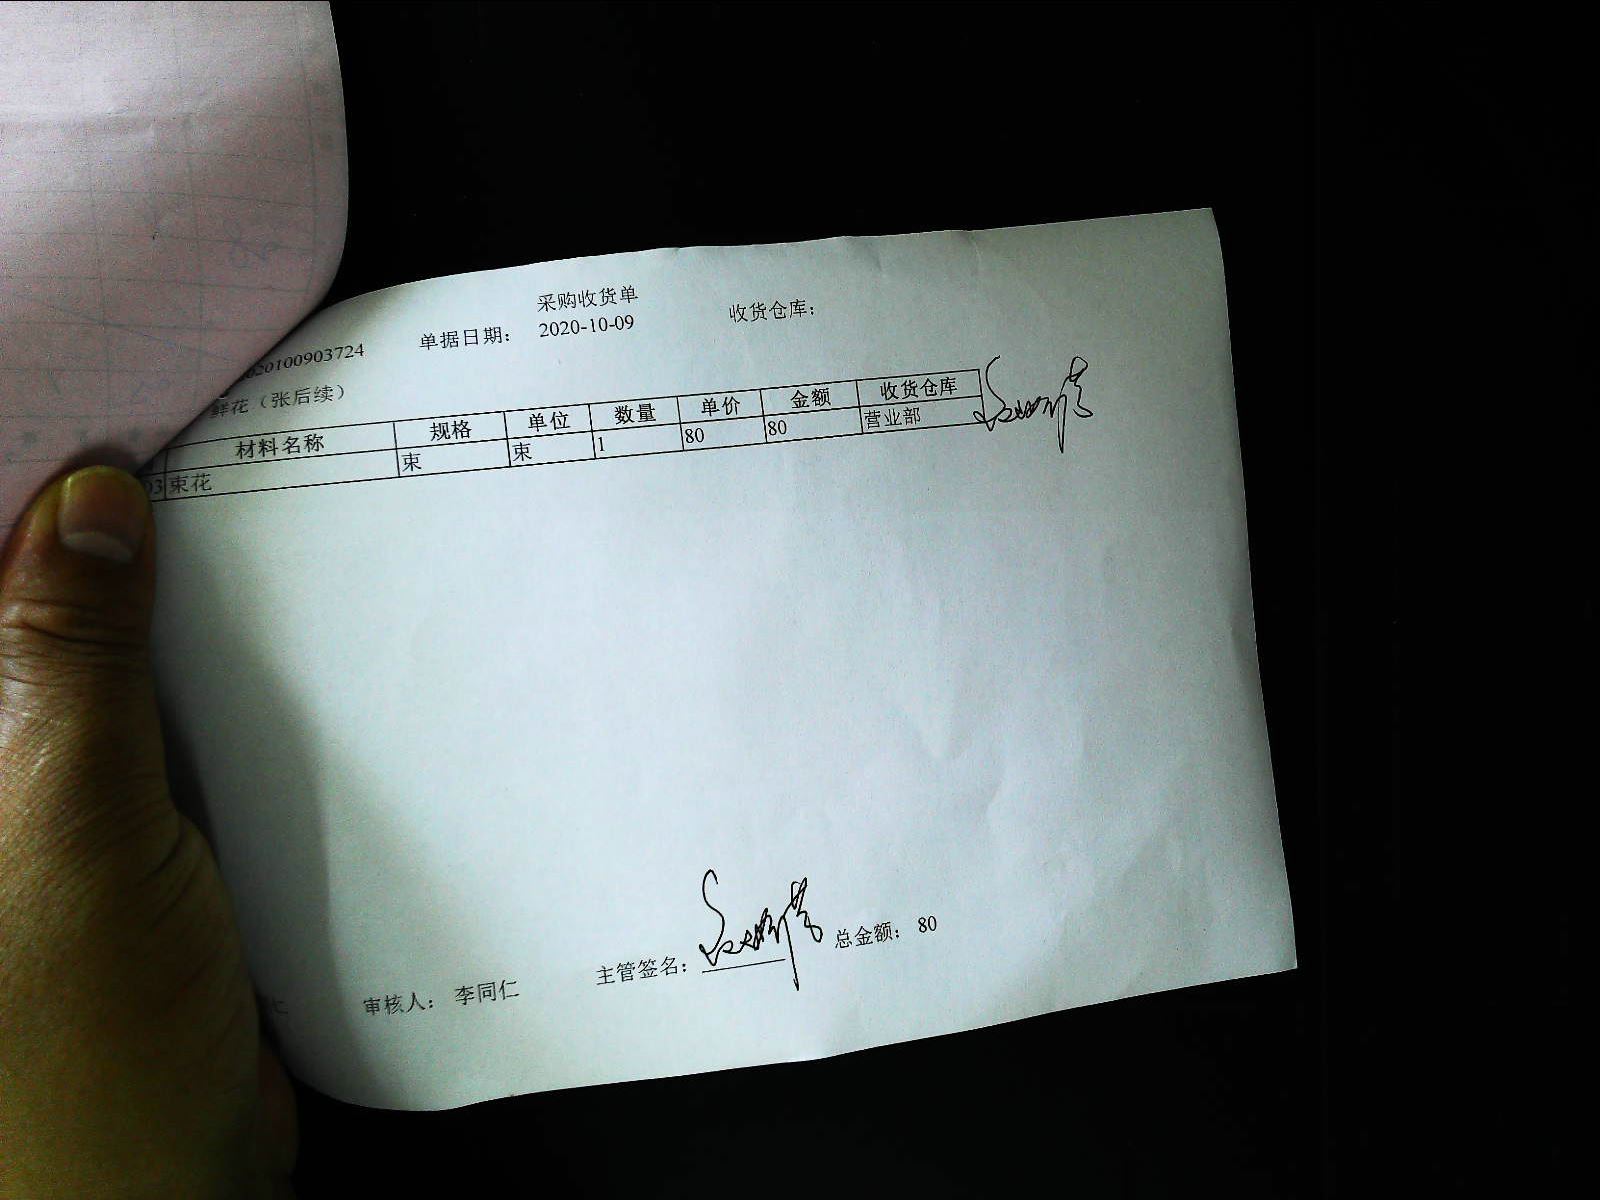 采购收货单
020100903724 单据日期： 2020-10-09 收货仓库：
鲜花（张后续）
材料名称 规格 单位 数量 单价 金额 收货仓库
03 束花 束 束 1 80 80 营业部
仁 审核人： 李同仁 主管签名： 总金额： 80